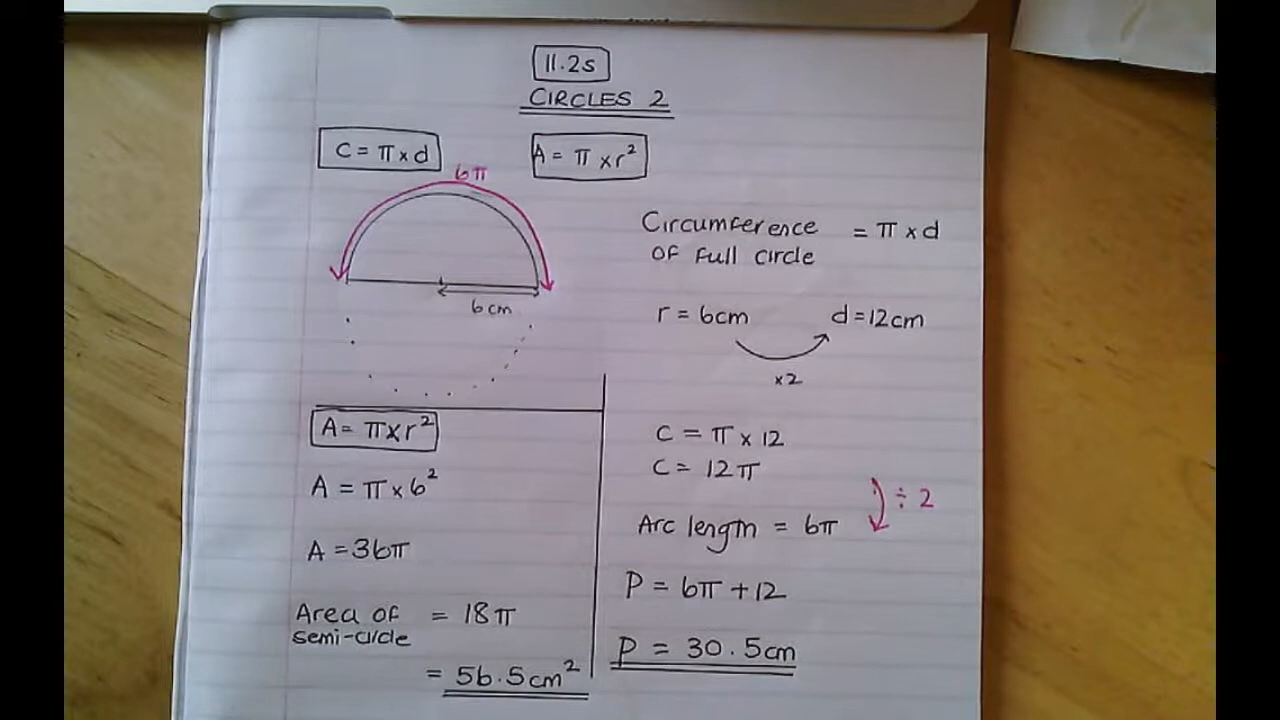 11.2s
CIRCLES 2
C = π × d
A = π × r²
6π
6cm
Circumference = π × d
of full circle
r = 6cm d = 12cm
×2
A = π × r²
A = π × 6²
A = 36π
Area of = 18π
semi-circle
= 56.5cm²
C = π × 12
C = 12π
÷ 2
Arc length = 6π
P = 6π + 12
P = 30.5cm